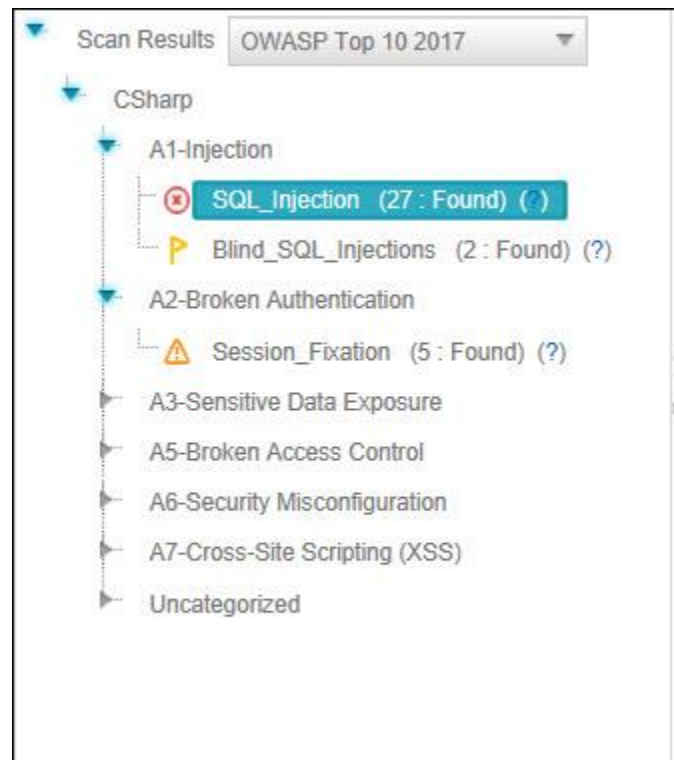 Scan Results OWASP Top 10 2017
CSharp
A1-Injection
SQL_Injection (27 : Found) (?)
Blind_SQL_Injections (2 : Found) (?)
A2-Broken Authentication
Session_Fixation (5 : Found) (?)
A3-Sensitive Data Exposure
A5-Broken Access Control
A6-Security Misconfiguration
A7-Cross-Site Scripting (XSS)
Uncategorized